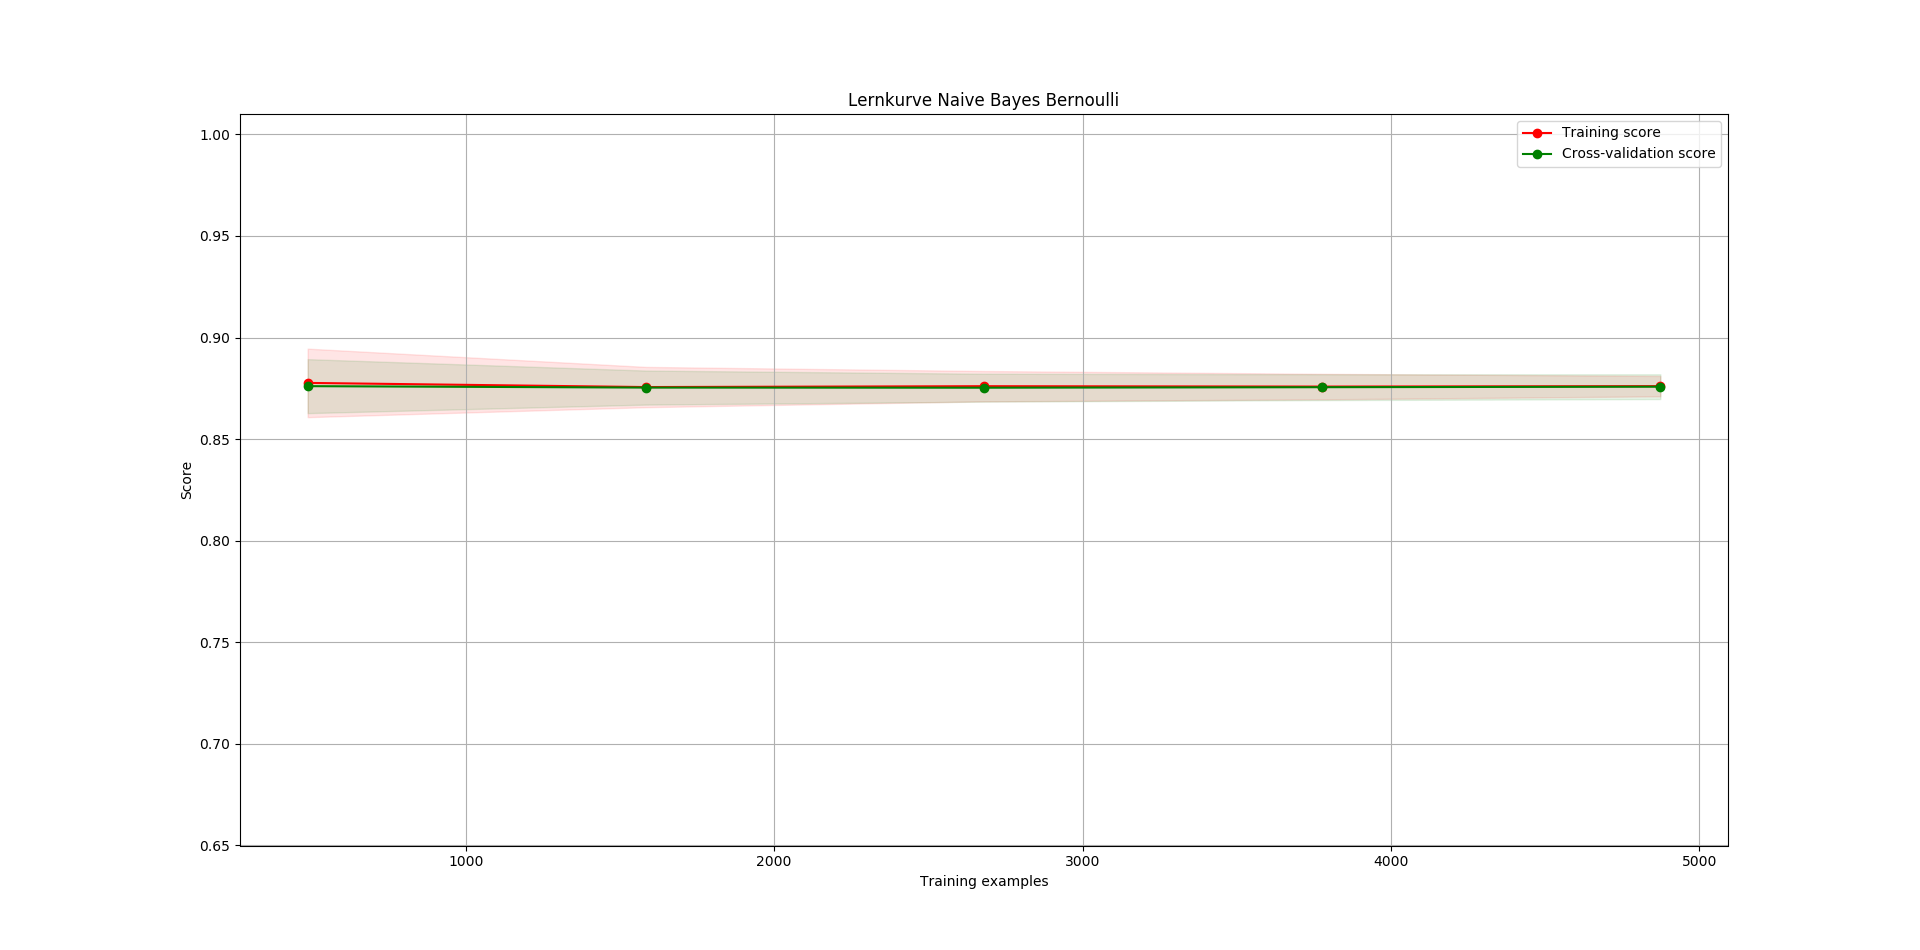 Lernkurve Naive Bayes Bernoulli
Training score
Cross-validation score
1.00
0.95
0.90
0.85
0.80
0.75
0.70
0.65
Score
1000 2000 3000 4000 5000
Training examples